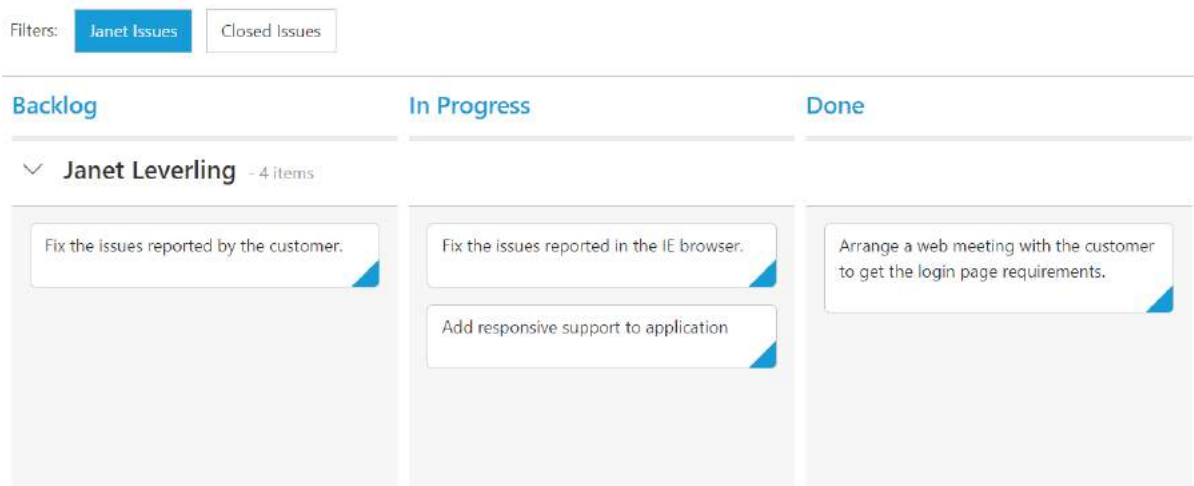 Filters: Janet Issues Closed Issues
Backlog In Progress Done
Janet Leverling - 4 items
Fix the issues reported by the customer.
Fix the issues reported in the IE browser.
Add responsive support to application
Arrange a web meeting with the customer
to get the login page requirements.